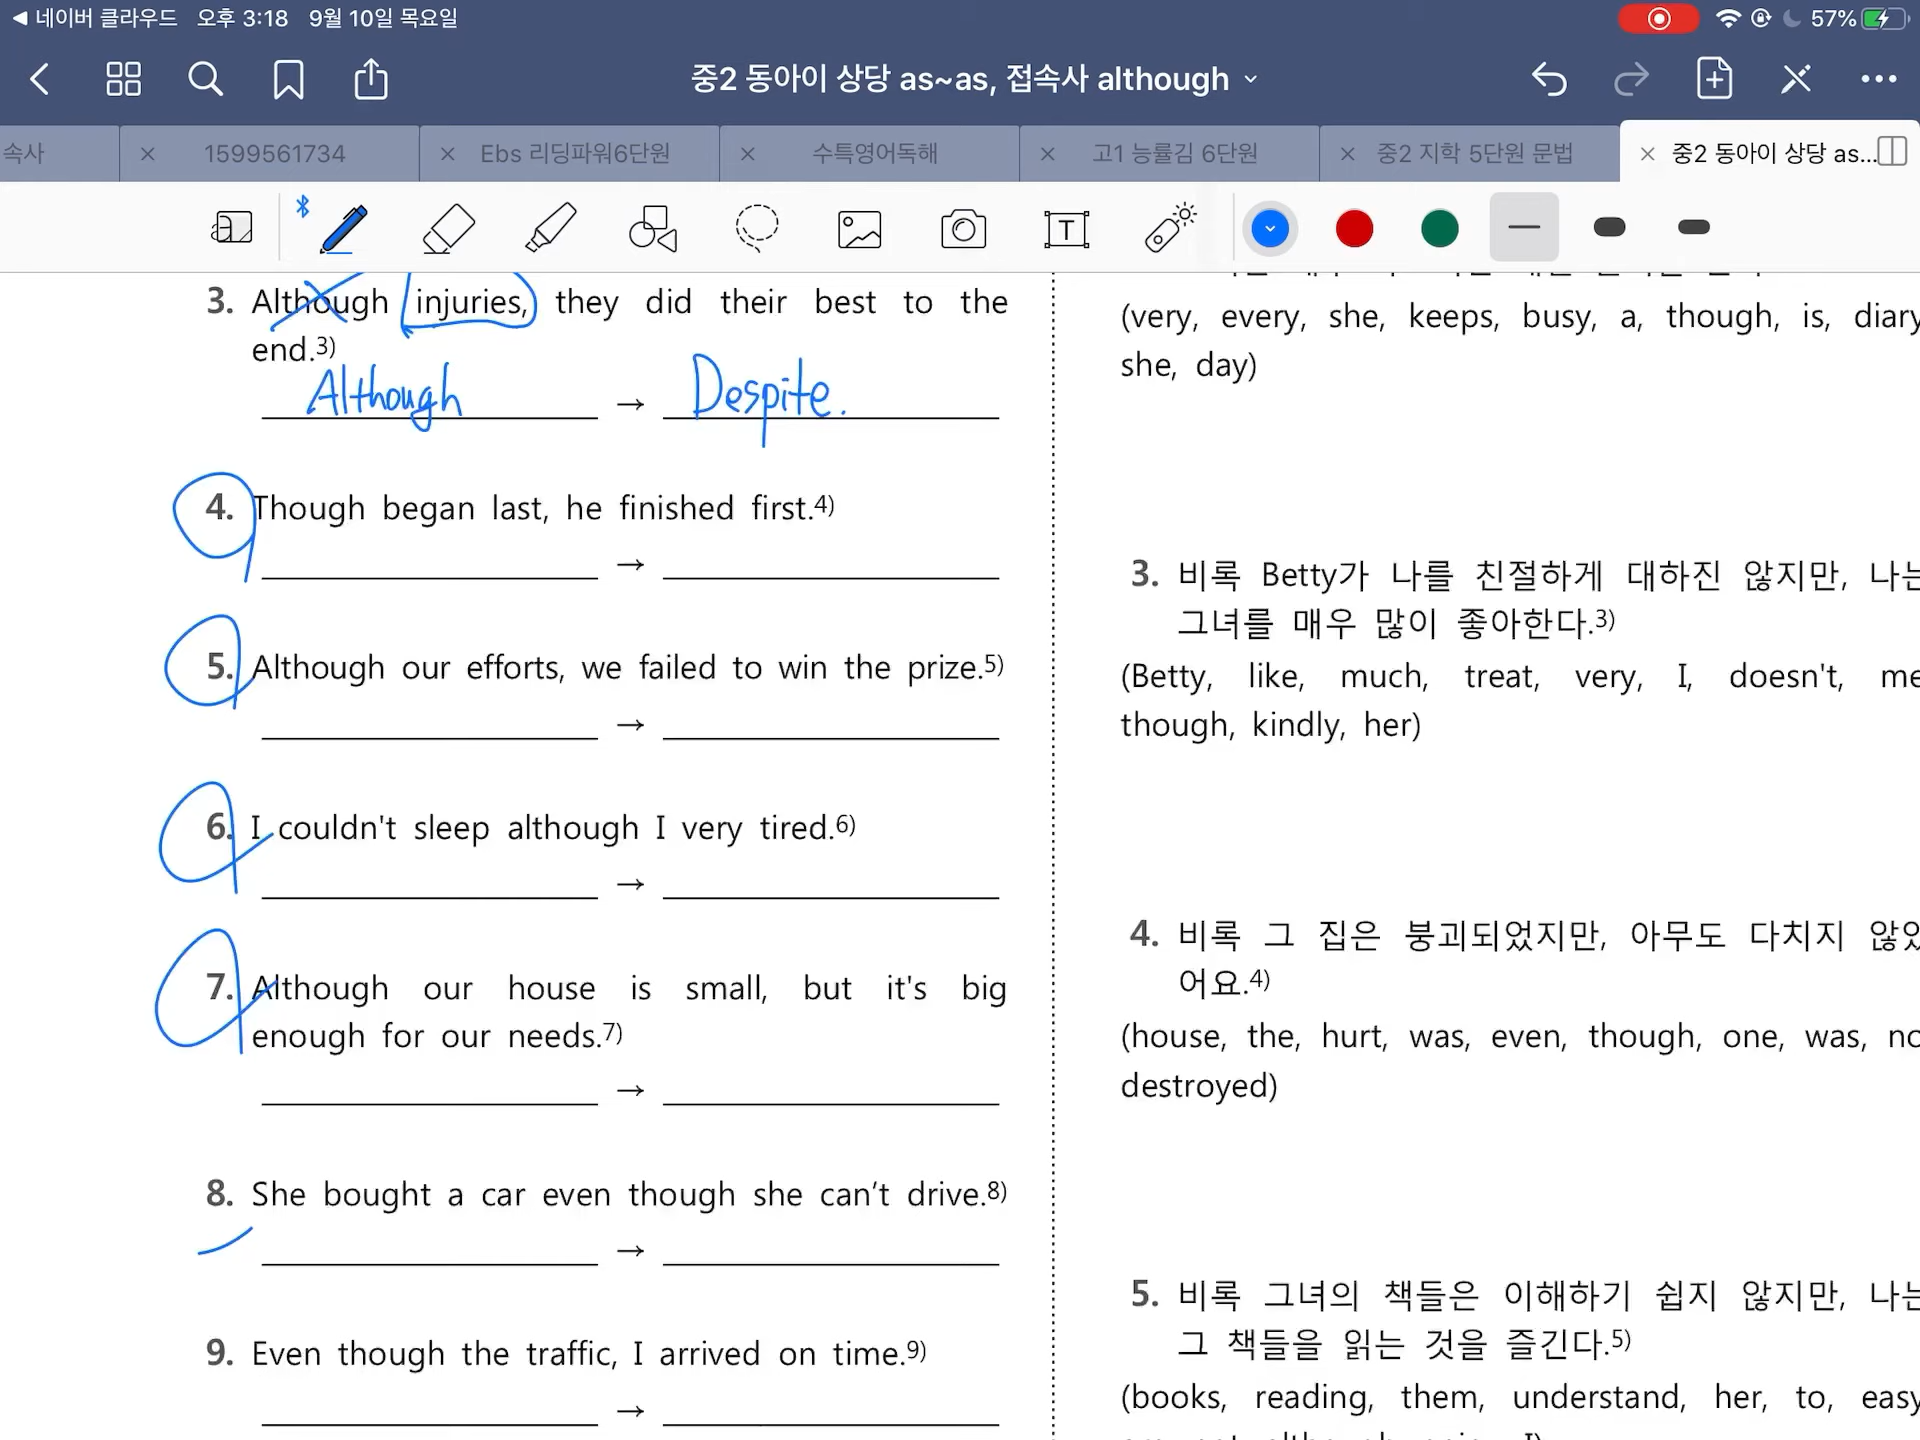 ◀ 네이버 클라우드 오후 3:18 9월 10일 목요일
57%
중2 동아이 상당 as~as, 접속사 although
속사
1599561734
Ebs 리딩파워6단원
수특영어독해
고1 능률김 6단원
중2 지학 5단원 문법
중2 동아이 상당 as...
3. Although injuries, they did their best to the
end.3)
Although → Despite.
4. Though began last, he finished first.4)
→
5. Although our efforts, we failed to win the prize.5)
→
6. I couldn't sleep although I very tired.6)
→
7. Although our house is small, but it's big
enough for our needs.7)
→
8. She bought a car even though she can't drive.8)
→
9. Even though the traffic, I arrived on time.9)
→
(very, every, she, keeps, busy, a, though, is, diary
she, day)
3. 비록 Betty가 나를 친절하게 대하진 않지만, 나는
그녀를 매우 많이 좋아한다.3)
(Betty, like, much, treat, very, I, doesn't, me
though, kindly, her)
4. 비록 그 집은 붕괴되었지만, 아무도 다치지 않았
어요.4)
(house, the, hurt, was, even, though, one, was, no
destroyed)
5. 비록 그녀의 책들은 이해하기 쉽지 않지만, 나는
그 책들을 읽는 것을 즐긴다.5)
(books, reading, them, understand, her, to, easy